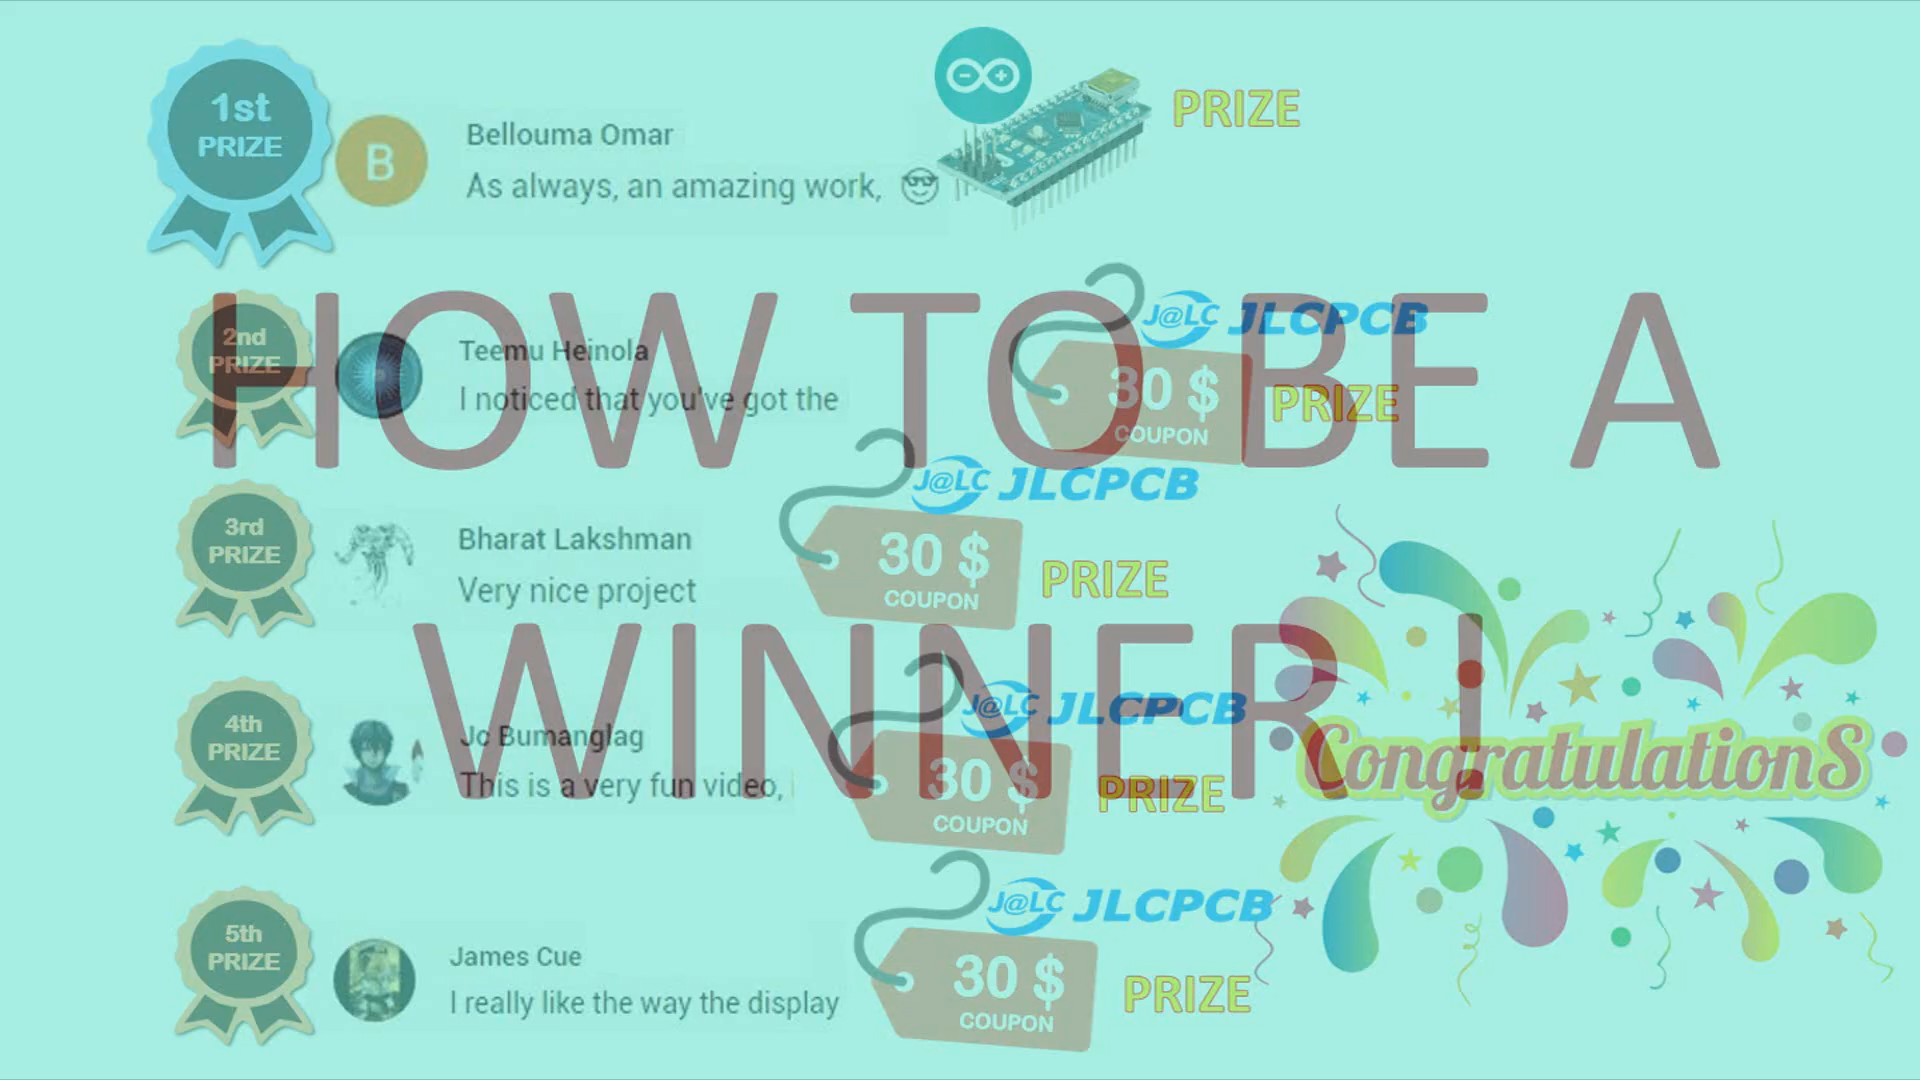 1st
PRIZE
B
Bellouma Omar
As always, an amazing work, 😎
PRIZE
HOW TO BE A
WINNER !
2nd
PRIZE
Teemu Heinola
I noticed that you've got the
J@LC JLCPCB
30 $
COUPON
PRIZE
3rd
PRIZE
Bharat Lakshman
Very nice project
J@LC JLCPCB
30 $
COUPON
PRIZE
4th
PRIZE
Jc Bumanglag
This is a very fun video,
J@LC JLCPCB
30 $
COUPON
PRIZE
CongratulationS
5th
PRIZE
James Cue
I really like the way the display
J@LC JLCPCB
30 $
COUPON
PRIZE